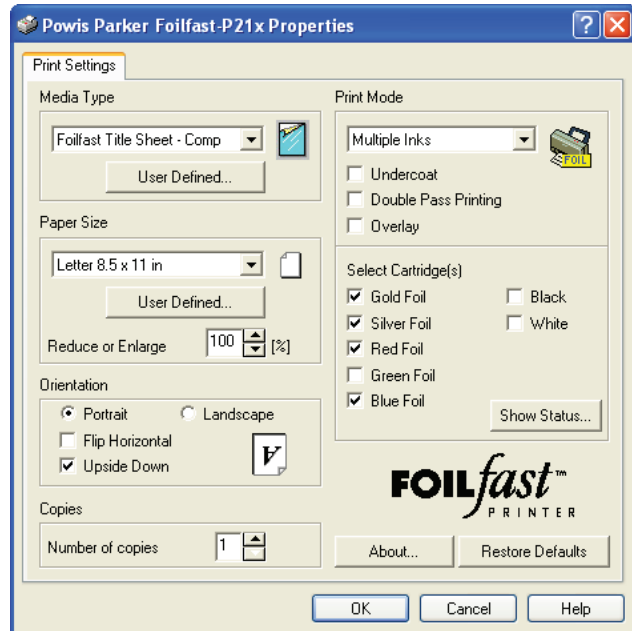 Powis Parker Foilfast-P21x Properties
Print Settings
Media Type
Foilfast Title Sheet - Comp
User Defined...
Paper Size
Letter 8.5 x 11 in
User Defined...
Reduce or Enlarge 100 [%]
Orientation
Portrait Landscape
Flip Horizontal
Upside Down
A
Copies
Number of copies 1
Print Mode
Multiple Inks
FOIL
Undercoat
Double Pass Printing
Overlay
Select Cartridge(s)
Gold Foil Black
Silver Foil White
Red Foil
Green Foil
Blue Foil
Show Status...
FOILfast™
PRINTER
About... Restore Defaults
OK Cancel Help